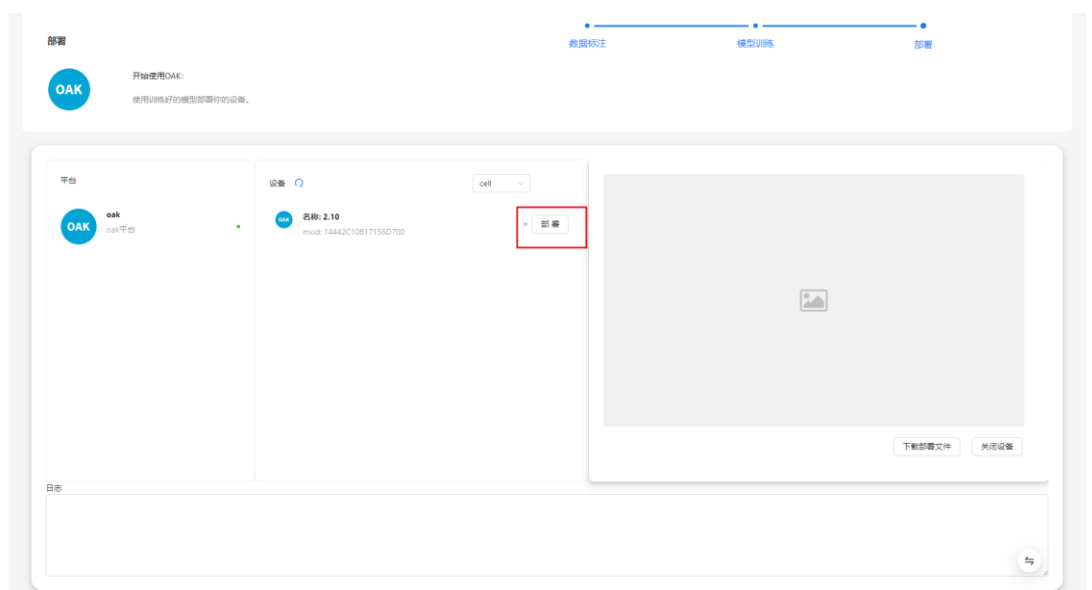 部署
数据标注
模型训练
部署
OAK
开始使用OAK:
使用训练好的模型部署你的设备。
平台
OAK
oak
oak平台
设备
cell
OAK
名称: 2.10
mxid: 14442C10B17156D700
部 署
下载部署文件
关闭设备
日志